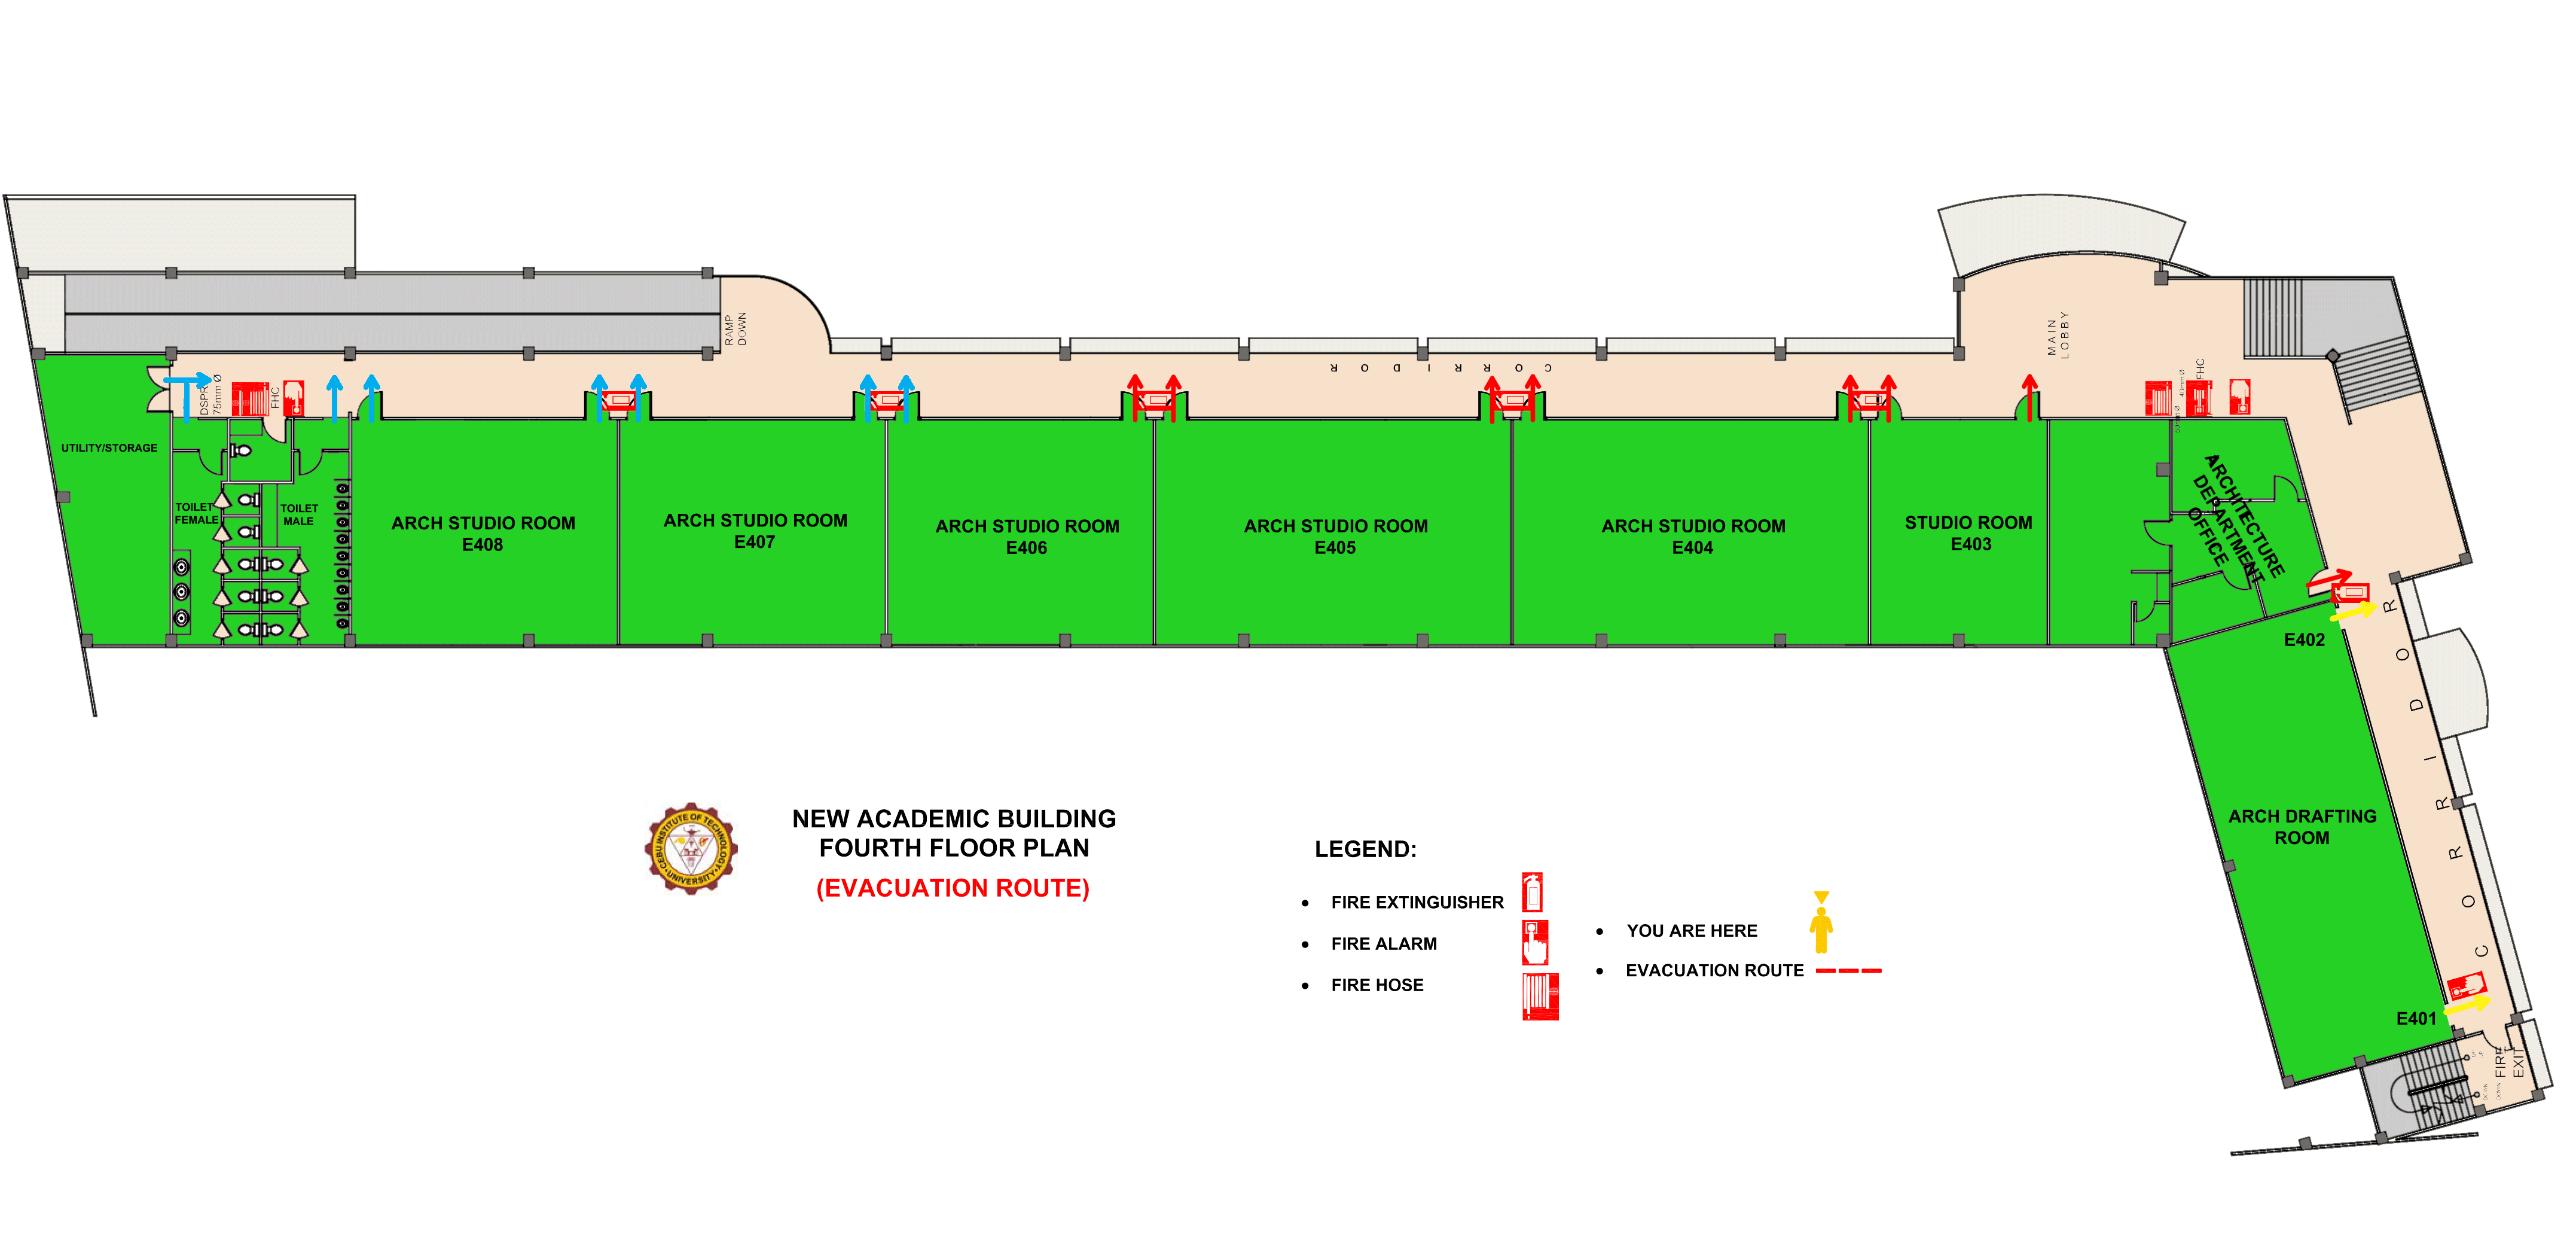 RAMP
DOWN
C O R R I D O R
MAIN
LOBBY
DSPR
75mm Ø
FHC
FHC
UTILITY/STORAGE
TOILET
FEMALE
TOILET
MALE
ARCH STUDIO ROOM
E408
ARCH STUDIO ROOM
E407
ARCH STUDIO ROOM
E406
ARCH STUDIO ROOM
E405
ARCH STUDIO ROOM
E404
STUDIO ROOM
E403
ARCHITECTURE
DEPARTMENT
OFFICE
E402
C O R R I D O R
ARCH DRAFTING
ROOM
E401
FIRE
EXIT
CEBU INSTITUTE OF TECHNOLOGY
UNIVERSITY
NEW ACADEMIC BUILDING
FOURTH FLOOR PLAN
(EVACUATION ROUTE)
LEGEND:
• FIRE EXTINGUISHER
• FIRE ALARM
• FIRE HOSE
• YOU ARE HERE
• EVACUATION ROUTE